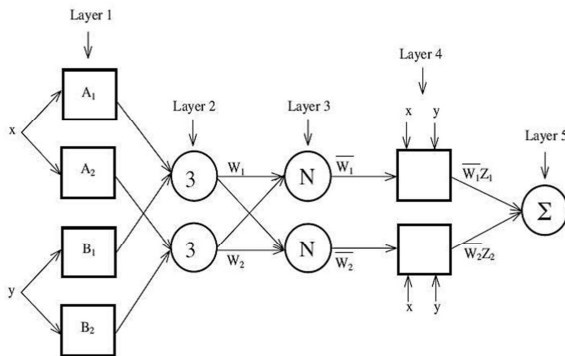 Layer 1
Layer 2
Layer 3
Layer 4
Layer 5
x
y
A₁
A₂
B₁
B₂
3
3
W₁
W₂
N
N
W̅₁
W̅₂
x y
x y
W̅₁Z₁
W̅₂Z₂
Σ